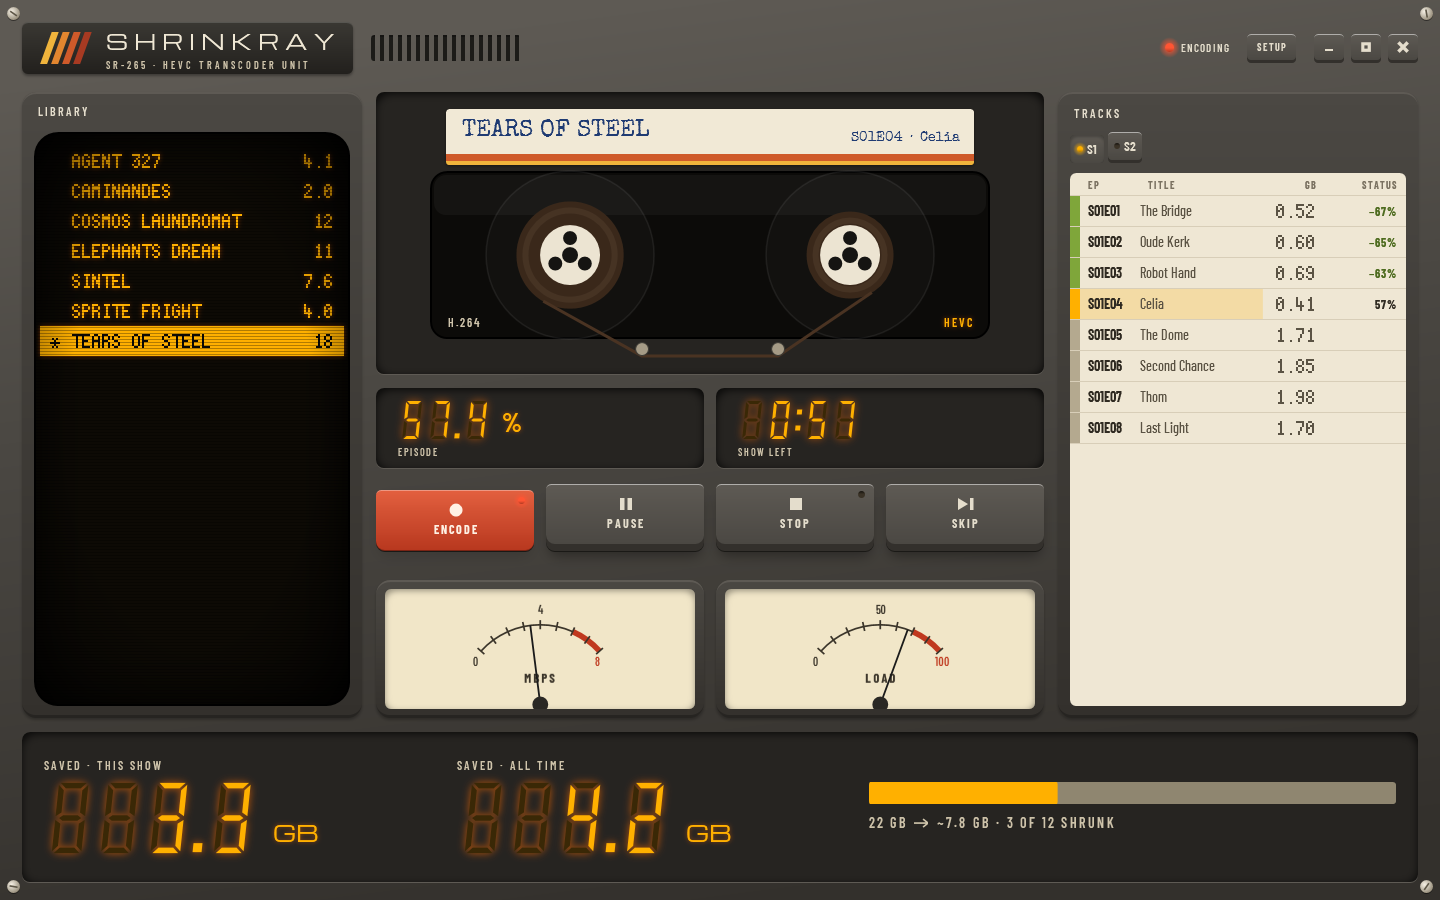 SHRINKRAY
SR-265 · HEVC TRANSCODER UNIT
ENCODING
SETUP
LIBRARY
AGENT 327 4.1
CAMINANDES 2.0
COSMOS LAUNDROMAT 12
ELEPHANTS DREAM 11
SINTEL 7.6
SPRITE FRIGHT 4.0
* TEARS OF STEEL 18
TEARS OF STEEL
S01E04 · Celia
H.264
HEVC
57.4 %
EPISODE
0:57
SHOW LEFT
ENCODE
PAUSE
STOP
SKIP
0 4 8
MBPS
0 50 100
LOAD
TRACKS
S1 S2
EP TITLE GB STATUS
S01E01 The Bridge 0.52 -67%
S01E02 Oude Kerk 0.60 -65%
S01E03 Robot Hand 0.69 -63%
S01E04 Celia 0.41 57%
S01E05 The Dome 1.71
S01E06 Second Chance 1.85
S01E07 Thom 1.98
S01E08 Last Light 1.70
SAVED · THIS SHOW
3.3 GB
SAVED · ALL TIME
4.2 GB
22 GB → ~7.8 GB · 3 OF 12 SHRUNK